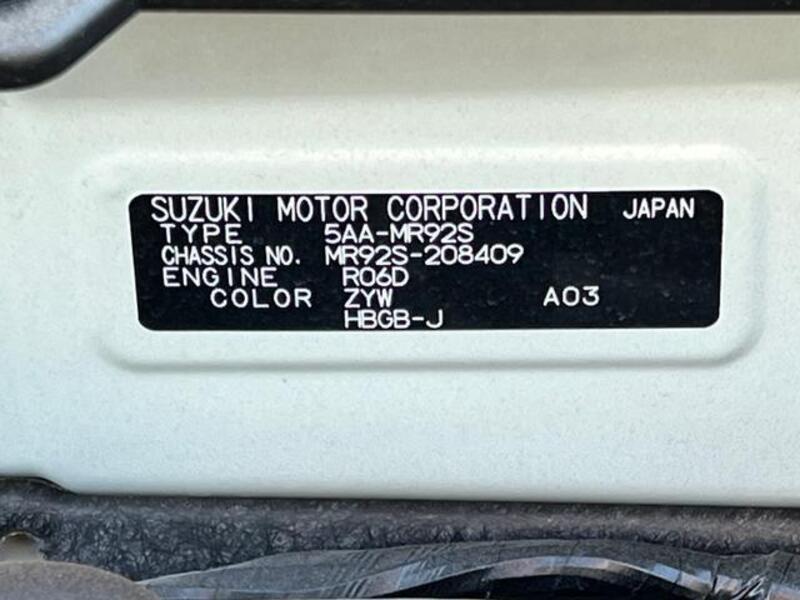 SUZUKI MOTOR CORPORATION JAPAN
TYPE 5AA-MR92S
CHASSIS NO. MR92S-208409
ENGINE R06D
COLOR ZYW A03
HBGB-J